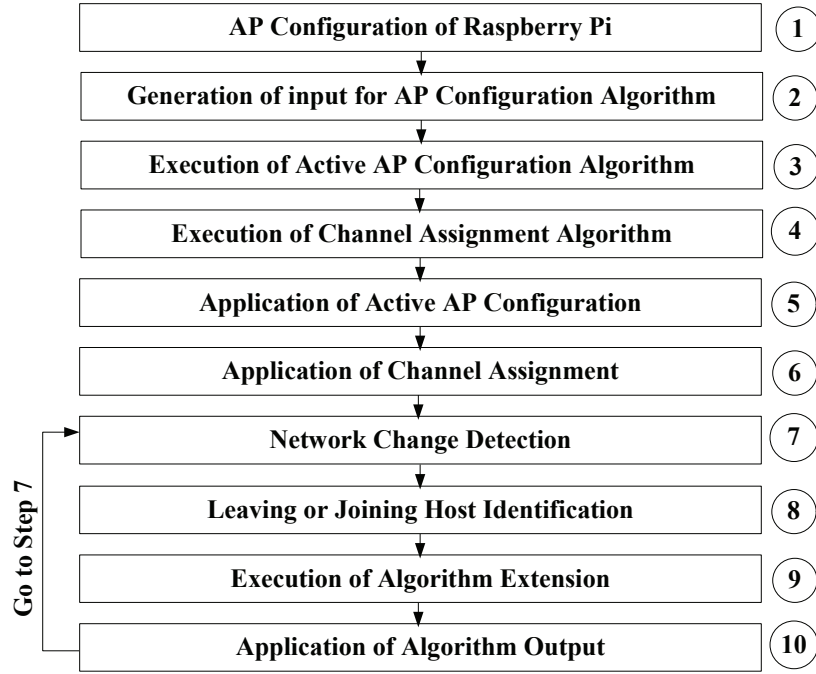 AP Configuration of Raspberry Pi
1
Generation of input for AP Configuration Algorithm
2
Execution of Active AP Configuration Algorithm
3
Execution of Channel Assignment Algorithm
4
Application of Active AP Configuration
5
Application of Channel Assignment
6
Network Change Detection
7
Leaving or Joining Host Identification
8
Execution of Algorithm Extension
9
Application of Algorithm Output
10
Go to Step 7